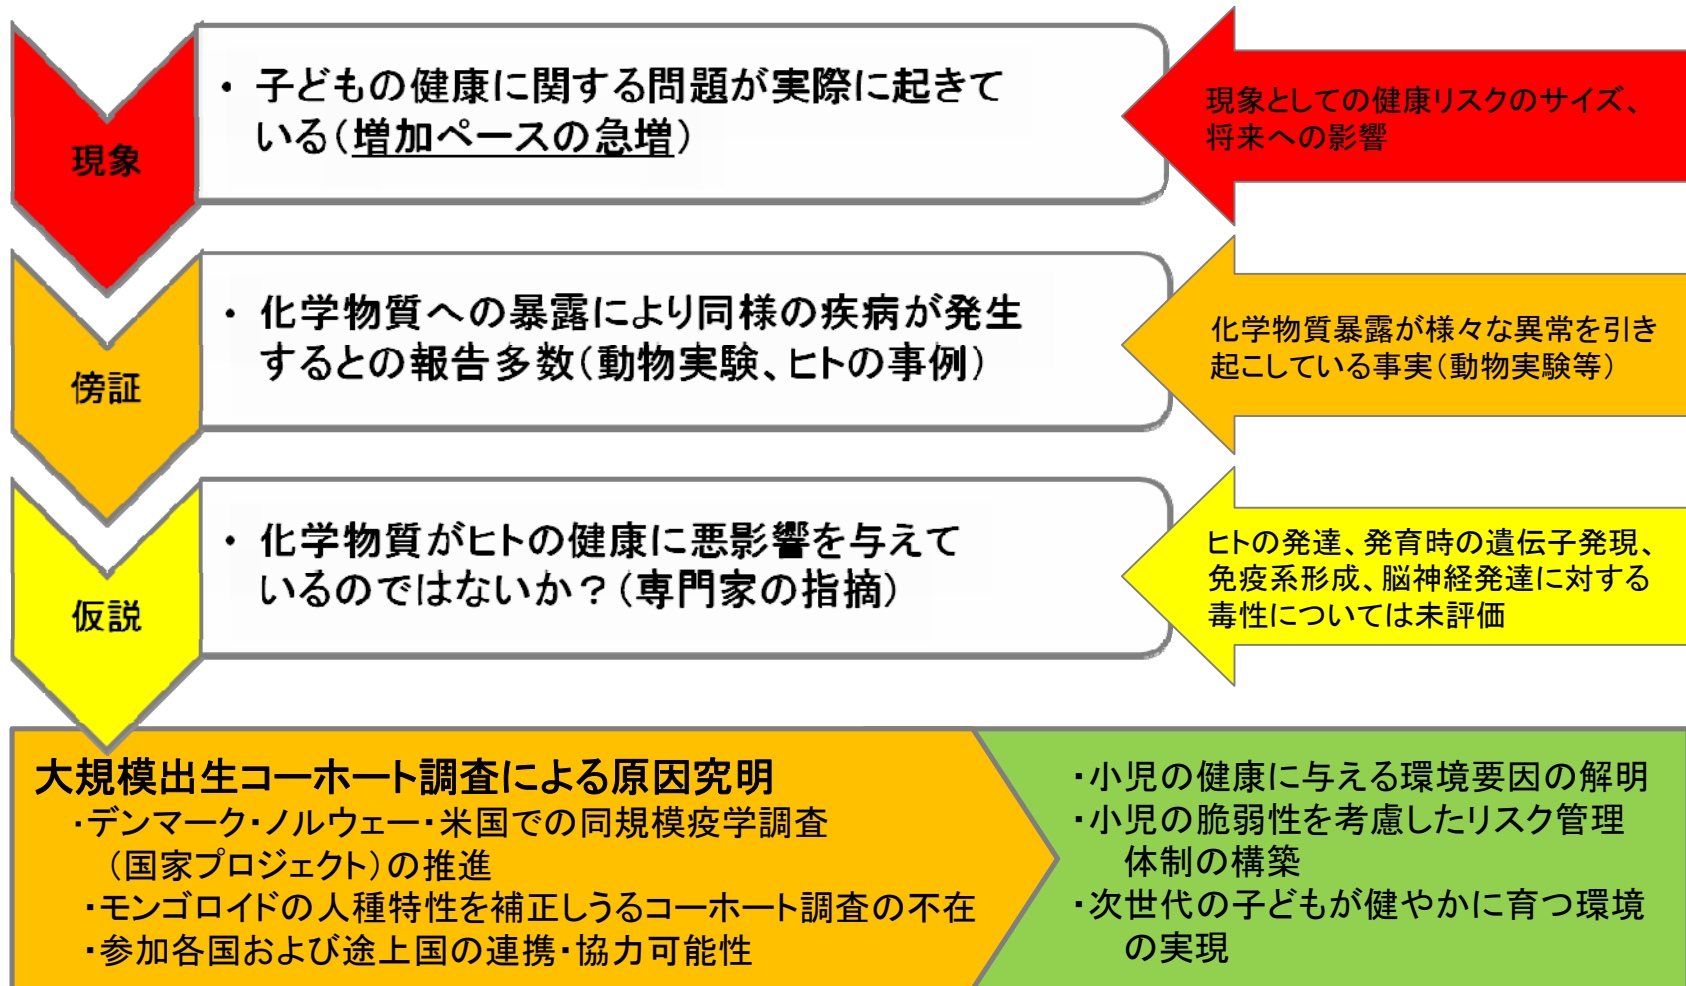 現象
・ 子どもの健康に関する問題が実際に起きて
いる(増加ペースの急増)
現象としての健康リスクのサイズ、
将来への影響
傍証
・ 化学物質への暴露により同様の疾病が発生
するとの報告多数(動物実験、ヒトの事例)
化学物質暴露が様々な異常を引き
起こしている事実(動物実験等)
仮説
・ 化学物質がヒトの健康に悪影響を与えて
いるのではないか?(専門家の指摘)
ヒトの発達、発育時の遺伝子発現、
免疫系形成、脳神経発達に対する
毒性については未評価
大規模出生コーホート調査による原因究明
・デンマーク・ノルウェー・米国での同規模疫学調査
(国家プロジェクト)の推進
・モンゴロイドの人種特性を補正しうるコーホート調査の不在
・参加各国および途上国の連携・協力可能性
・小児の健康に与える環境要因の解明
・小児の脆弱性を考慮したリスク管理
体制の構築
・次世代の子どもが健やかに育つ環境
の実現